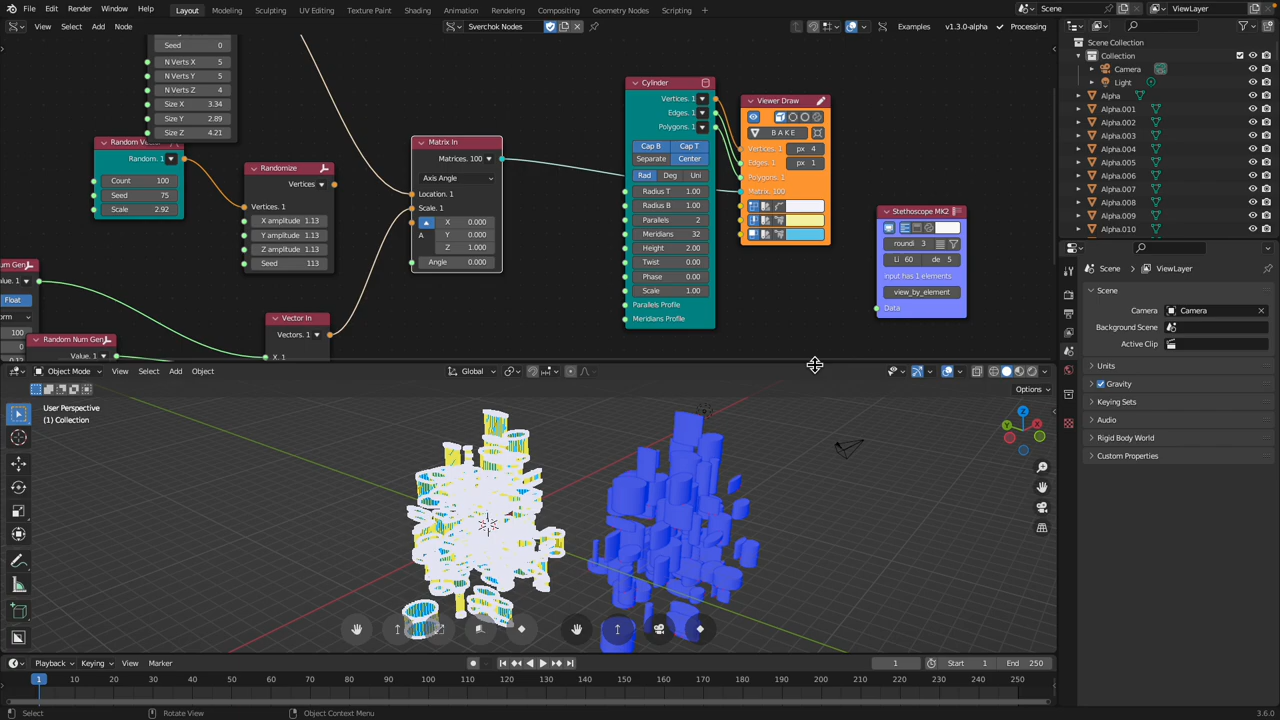 File Edit Render Window Help
Layout Modeling Sculpting UV Editing Texture Paint Shading Animation Rendering Compositing Geometry Nodes Scripting
Scene ViewLayer
View Select Add Node
Sverchok Nodes
Examples v1.3.0-alpha Processing
Seed 0
N Verts X 5
N Verts Y 5
N Verts Z 4
Size X 3.34
Size Y 2.89
Size Z 4.21
Random. 1
Count 100
Seed 75
Scale 2.92
Randomize
Vertices
Vertices. 1
X amplitude 1.13
Y amplitude 1.13
Z amplitude 1.13
Seed 113
Float
100
Random Num Gen
Value. 1
Vector In
Vectors. 1
X. 1
Matrix In
Matrices. 100
Axis Angle
Location. 1
Scale. 1
X 0.000
A Y 0.000
Z 1.000
Angle 0.000
Cylinder
Vertices. 1
Edges. 1
Polygons. 1
Cap B Cap T
Separate Center
Rad Deg Uni
Radius T 1.00
Radius B 1.00
Parallels 2
Meridians 32
Height 2.00
Twist 0.00
Phase 0.00
Scale 1.00
Parallels Profile
Meridians Profile
Viewer Draw
BAKE
Vertices. 1 px 4
Edges. 1 px 1
Polygons. 1
Matrix. 100
Stethoscope MK2
roundi 3
Li 60 de 5
input has 1 elements
view_by_element
Data
Scene Collection
Collection
Camera
Light
Alpha
Alpha.001
Alpha.002
Alpha.003
Alpha.004
Alpha.005
Alpha.006
Alpha.007
Alpha.008
Alpha.009
Alpha.010
Scene ViewLayer
Scene
Camera Camera
Background Scene
Active Clip
Units
Gravity
Keying Sets
Audio
Rigid Body World
Custom Properties
Object Mode View Select Add Object
Global
Options
User Perspective
(1) Collection
Z
Y
X
Playback Keying View Marker
1 Start 1 End 250
1 10 20 30 40 50 60 70 80 90 100 110 120 130 140 150 160 170 180 190 200 210 220 230 240 250
Select Rotate View Object Context Menu
3.6.0